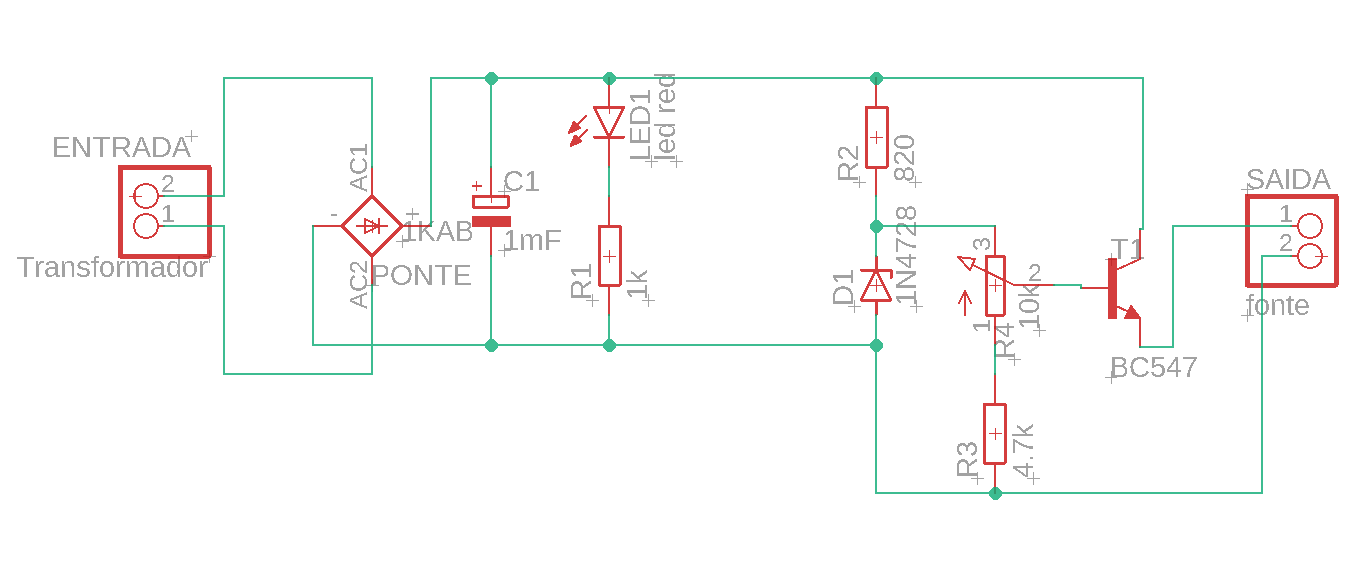 ENTRADA
2
1
Transformador
AC1
AC2
-
+
1KAB
PONTE
+
C1
1mF
LED1
led red
R1
1k
R2
820
D1
1N4728
3
2
1
10k
R4
R3
4.7k
T1
BC547
SAIDA
1
2
fonte